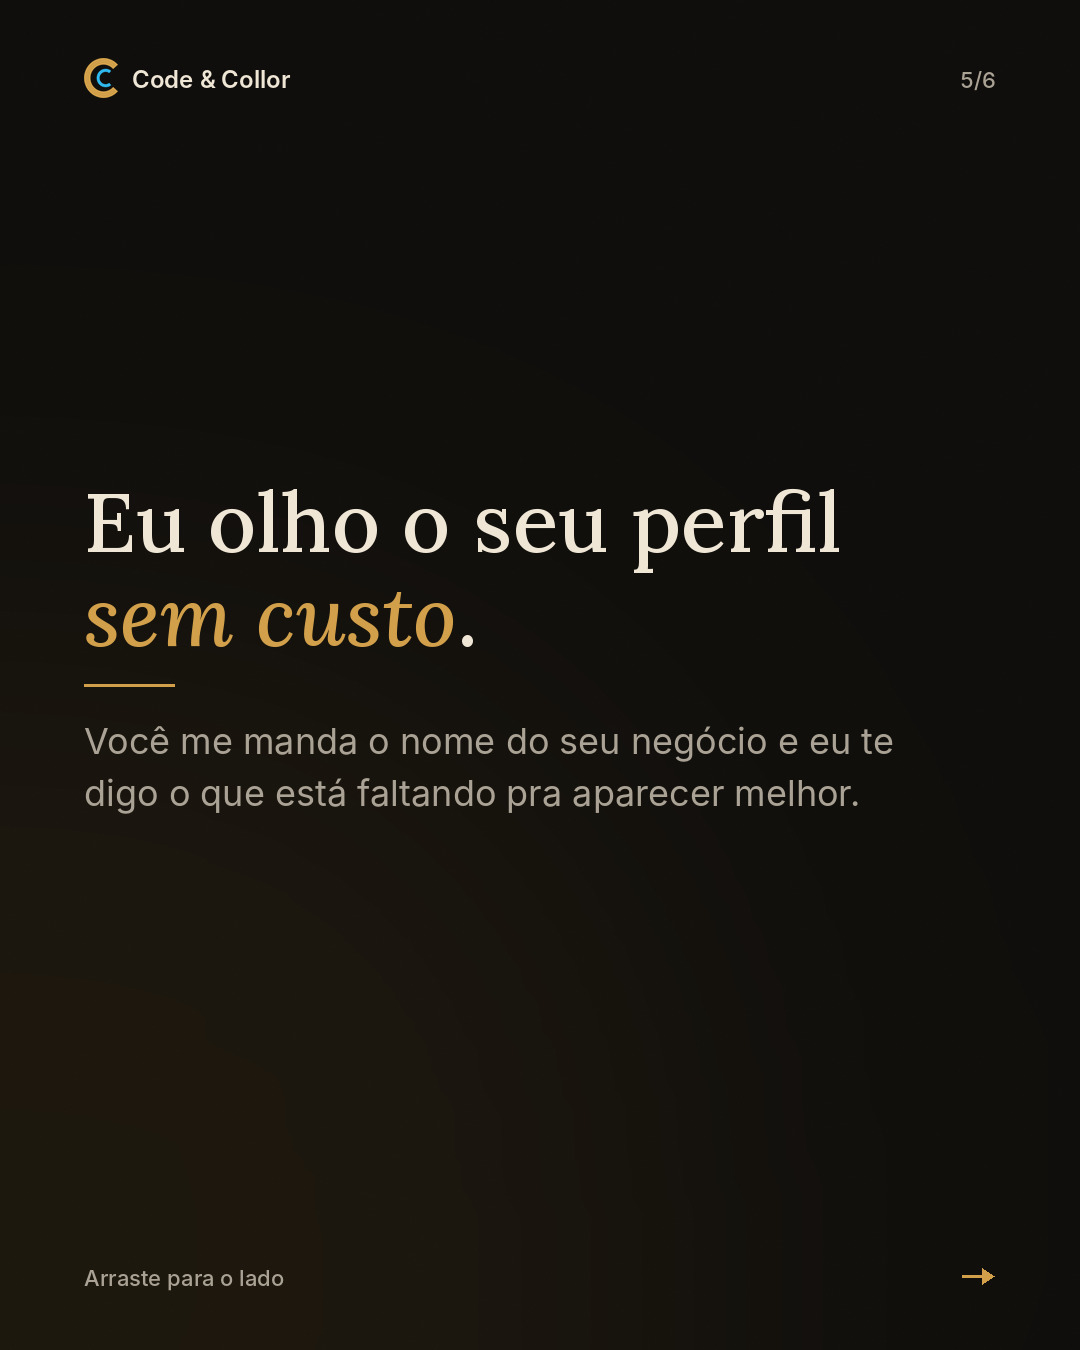 Code & Collor
5/6
Eu olho o seu perfil
sem custo.
Você me manda o nome do seu negócio e eu te
digo o que está faltando pra aparecer melhor.
Arraste para o lado